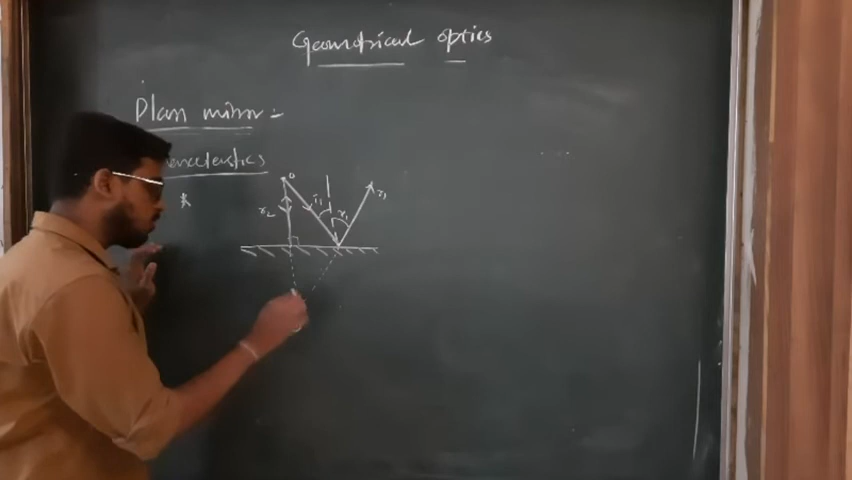 Geometrical optics
Plan mirror =
O
i₁
r₁
r₁
r₂